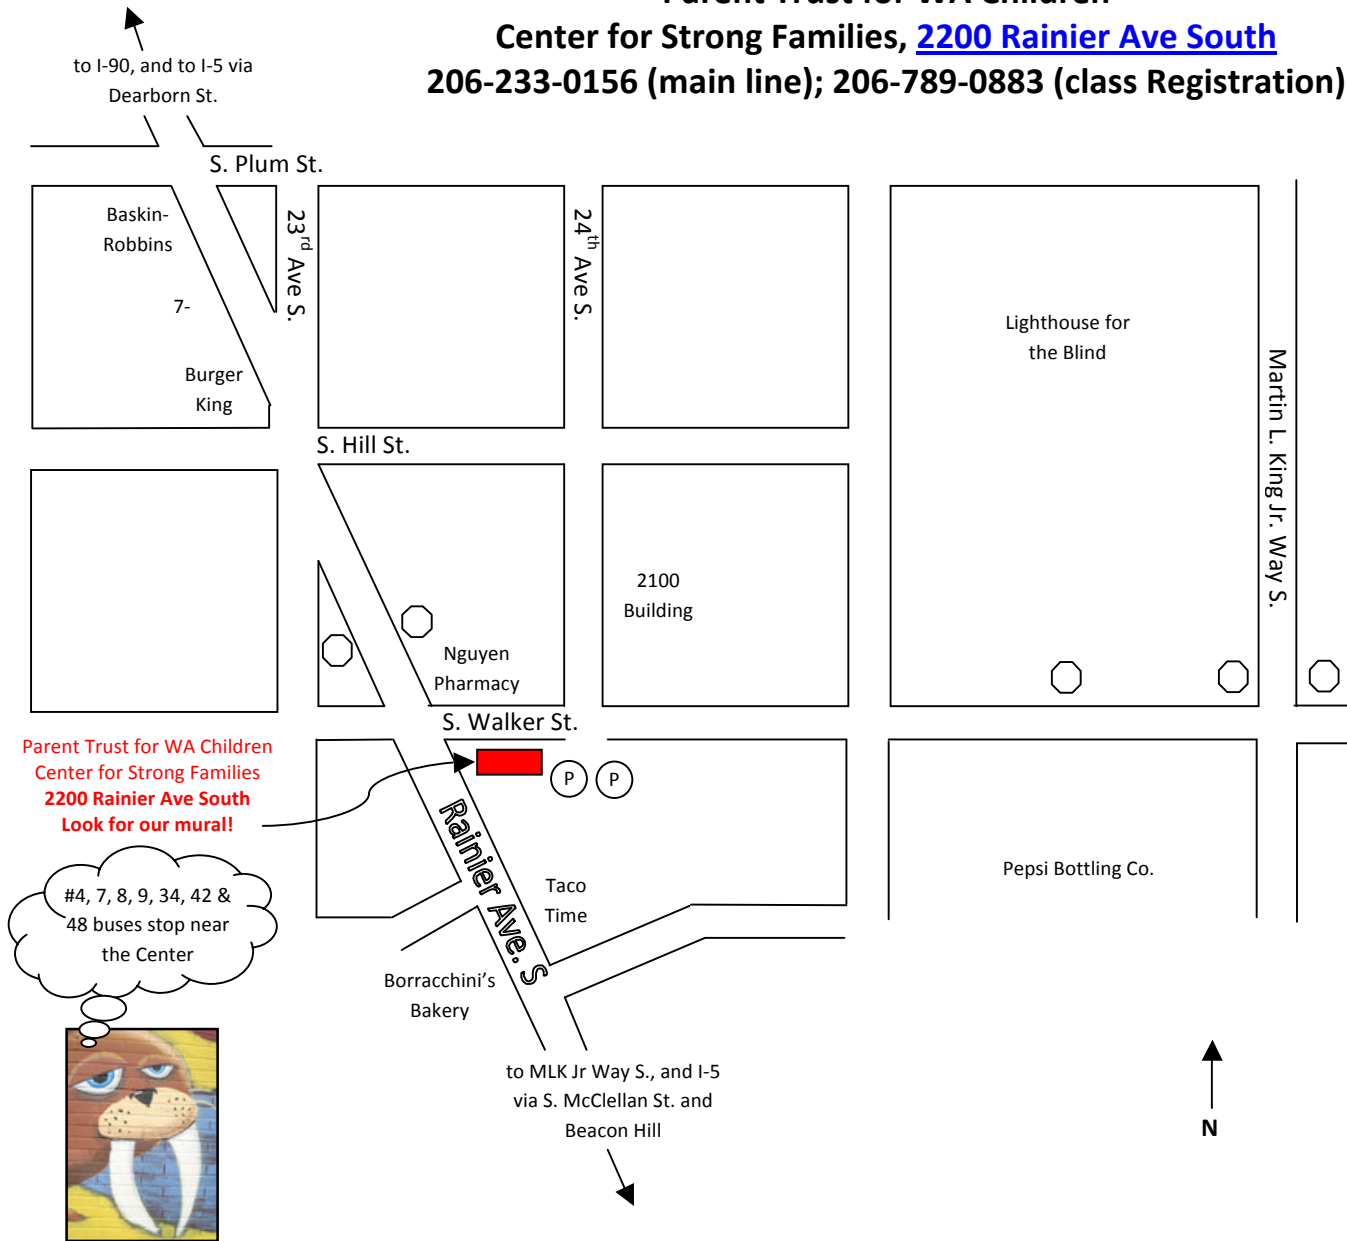 Parent Trust for WA Children
Center for Strong Families, 2200 Rainier Ave South
206-233-0156 (main line); 206-789-0883 (class Registration)
to I-90, and to I-5 via
Dearborn St.
S. Plum St.
Baskin-
Robbins
7-
Burger
King
23rd Ave S.
24th Ave S.
Lighthouse for
the Blind
Martin L. King Jr. Way S.
S. Hill St.
2100
Building
Nguyen
Pharmacy
S. Walker St.
Parent Trust for WA Children
Center for Strong Families
2200 Rainier Ave South
Look for our mural!
P
P
Rainier Ave. S
Pepsi Bottling Co.
Taco
Time
#4, 7, 8, 9, 34, 42 &
48 buses stop near
the Center
Borracchini's
Bakery
to MLK Jr Way S., and I-5
via S. McClellan St. and
Beacon Hill
N